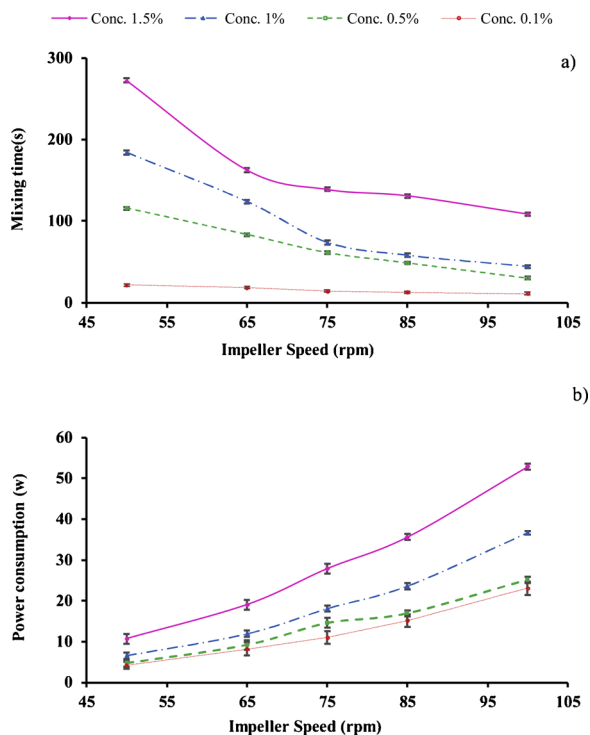 Conc. 1.5% Conc. 1% Conc. 0.5% Conc. 0.1%
a)
300
200
100
0
Mixing time(s)
45 55 65 75 85 95 105
Impeller Speed (rpm)
b)
60
50
40
30
20
10
0
Power consumption (w)
45 55 65 75 85 95 105
Impeller Speed (rpm)